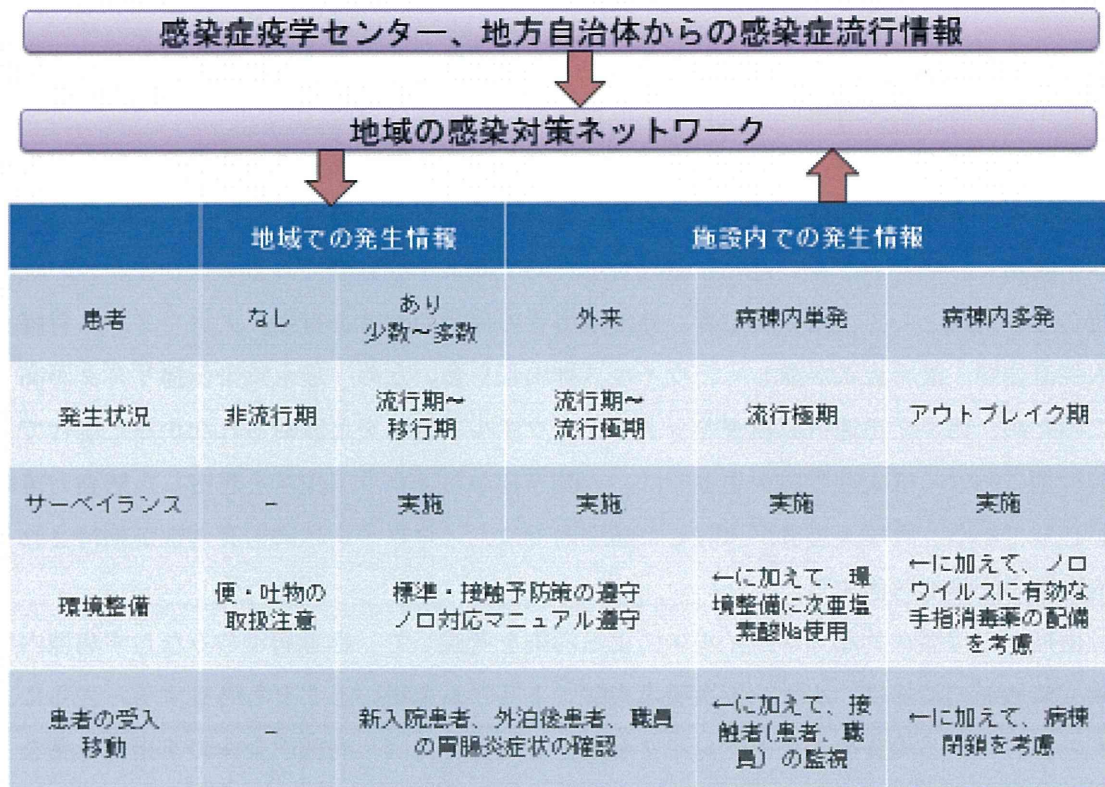 感染症疫学センター、地方自治体からの感染症流行情報
地域の感染対策ネットワーク
地域での発生情報
施設内での発生情報
患者
なし
あり
少数～多数
外来
病棟内単発
病棟内多発
発生状況
非流行期
流行期～
移行期
流行期～
流行極期
流行極期
アウトブレイク期
サーベイランス
－
実施
実施
実施
実施
環境整備
便・吐物の
取扱注意
標準・接触予防策の遵守
ノロ対応マニュアル遵守
←に加えて、環
境整備に次亜塩
素酸Na使用
←に加えて、ノロ
ウイルスに有効な
手指消毒薬の配備
を考慮
患者の受入
移動
－
新入院患者、外泊後患者、職員
の胃腸炎症状の確認
←に加えて、接
触者(患者、職
員）の監視
←に加えて、病棟
閉鎖を考慮